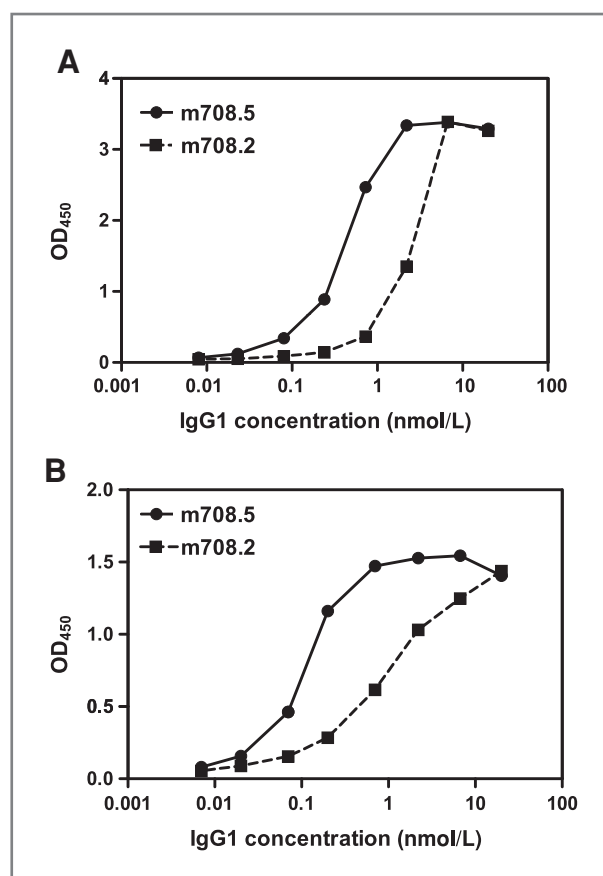 A
m708.5
m708.2
OD450
4
3
2
1
0
0.001 0.01 0.1 1 10 100
IgG1 concentration (nmol/L)
B
m708.5
m708.2
OD450
2.0
1.5
1.0
0.5
0.0
0.001 0.01 0.1 1 10 100
IgG1 concentration (nmol/L)